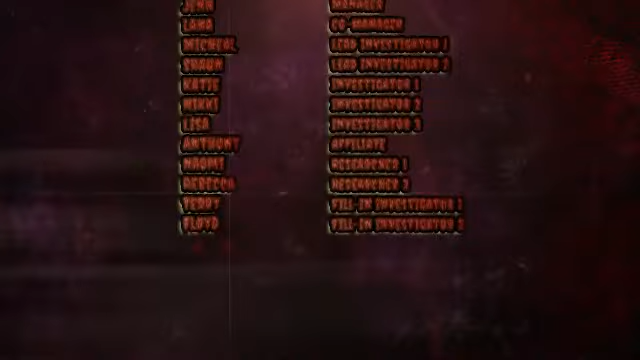 JENN MANAGER
LANA CO-MANAGER
MICHEAL LEAD INVESTIGATOR 1
SHAUN LEAD INVESTIGATOR 2
KATIE INVESTIGATOR 1
NIKKI INVESTIGATOR 2
LISA INVESTIGATOR 3
ANTHONY AFFILIATE
NAOMI RESEARCHER 1
REBECCA RESEARCHER 2
TERRY FILL-IN INVESTIGATOR 1
FLOYD FILL-IN INVESTIGATOR 2